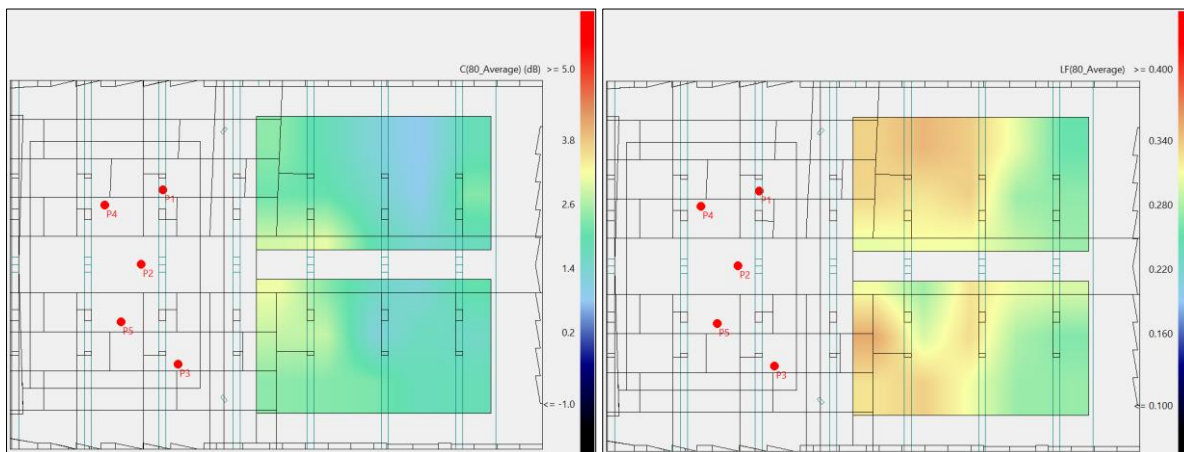 C(80_Average) (dB) >= 5.0
3.8
P1
P4
2.6
P2
1.4
P5
0.2
P3
<= -1.0
LF(80_Average) >= 0.400
0.340
P1
P4
0.280
P2
0.220
P5
0.160
P3
<= 0.100